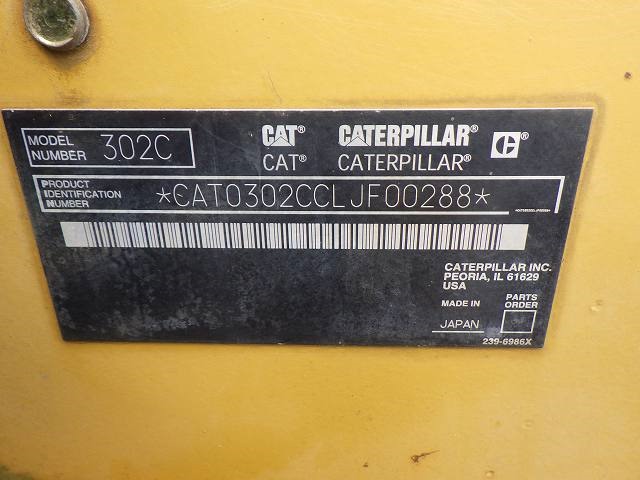 MODEL NUMBER 302C
CAT® CATERPILLAR® C®
CAT® CATERPILLAR®
PRODUCT IDENTIFICATION NUMBER *CAT0302CCLJF00288*
CATERPILLAR INC.
PEORIA, IL 61629
USA
MADE IN JAPAN
PARTS ORDER
239-6986X